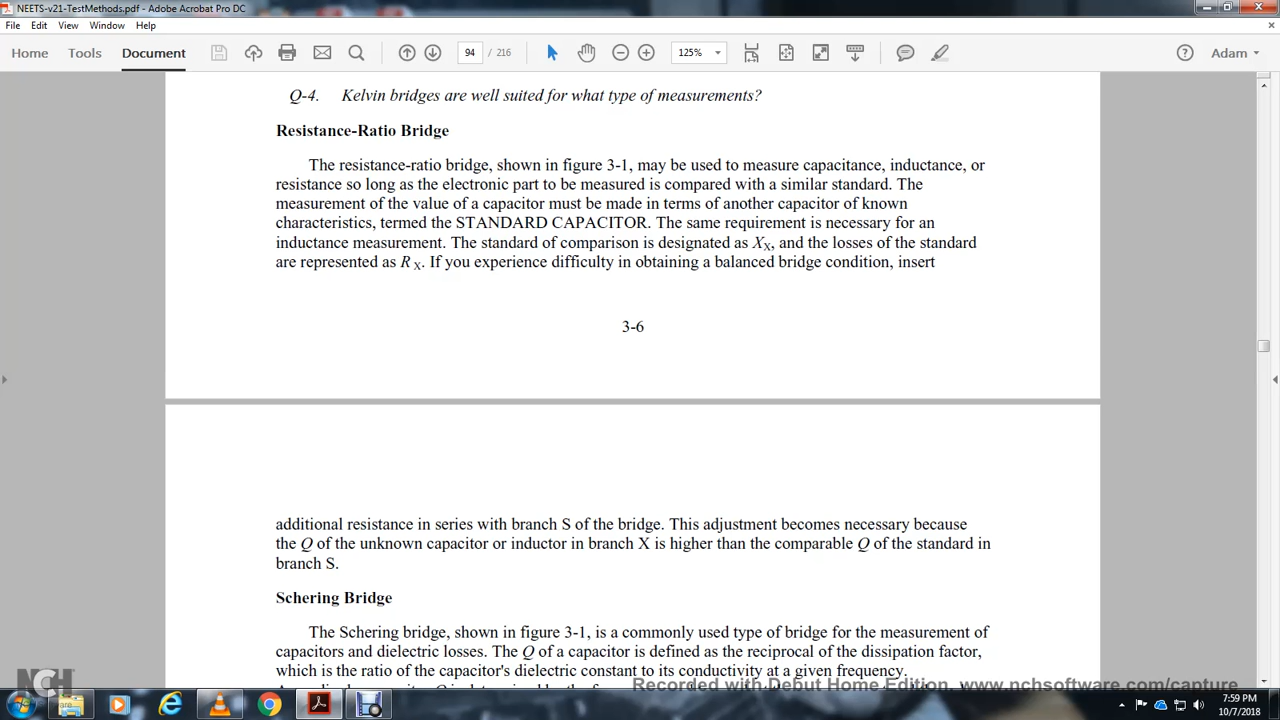 NEETS-v21-TestMethods.pdf - Adobe Acrobat Pro DC
File Edit View Window Help
Home Tools Document 94 / 216 125% Adam
Q-4. Kelvin bridges are well suited for what type of measurements?
Resistance-Ratio Bridge
The resistance-ratio bridge, shown in figure 3-1, may be used to measure capacitance, inductance, or
resistance so long as the electronic part to be measured is compared with a similar standard. The
measurement of the value of a capacitor must be made in terms of another capacitor of known
characteristics, termed the STANDARD CAPACITOR. The same requirement is necessary for an
inductance measurement. The standard of comparison is designated as XX, and the losses of the standard
are represented as R X. If you experience difficulty in obtaining a balanced bridge condition, insert
3-6
additional resistance in series with branch S of the bridge. This adjustment becomes necessary because
the Q of the unknown capacitor or inductor in branch X is higher than the comparable Q of the standard in
branch S.
Schering Bridge
The Schering bridge, shown in figure 3-1, is a commonly used type of bridge for the measurement of
capacitors and dielectric losses. The Q of a capacitor is defined as the reciprocal of the dissipation factor,
which is the ratio of the capacitor's dielectric constant to its conductivity at a given frequency.
NCH
Recorded with Debut Home Edition. www.nchsoftware.com/capture
7:59 PM
10/7/2018